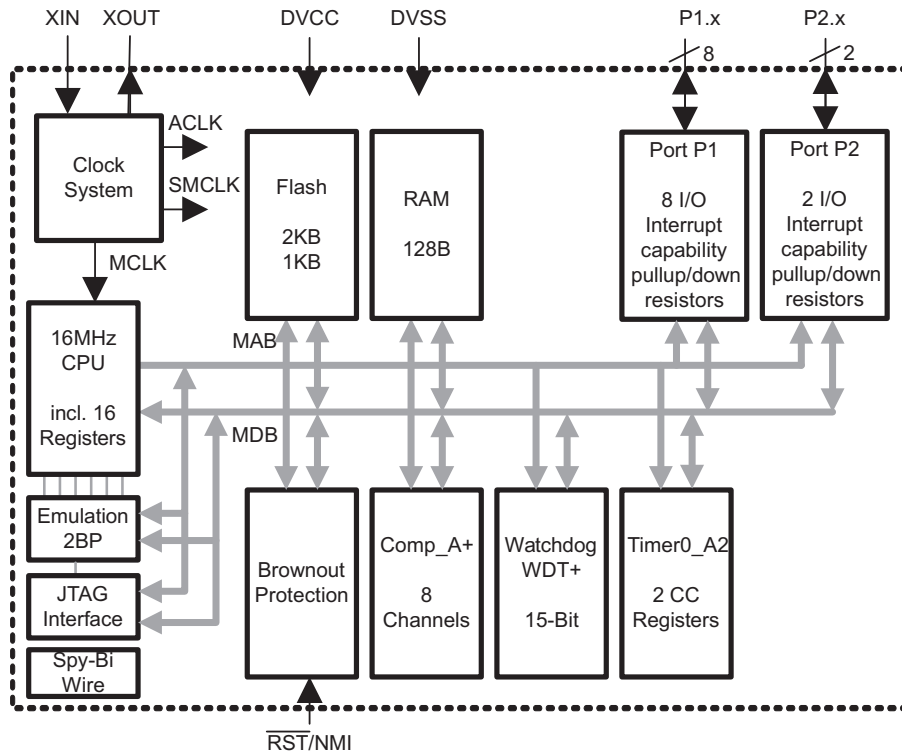 XIN XOUT DVCC DVSS P1.x P2.x
8 2
ACLK
Clock
System
SMCLK
MCLK
Flash
2KB
1KB
RAM
128B
Port P1
8 I/O
Interrupt
capability
pullup/down
resistors
Port P2
2 I/O
Interrupt
capability
pullup/down
resistors
16MHz
CPU
incl. 16
Registers
MAB
MDB
Emulation
2BP
JTAG
Interface
Spy-Bi
Wire
Brownout
Protection
Comp_A+
8
Channels
Watchdog
WDT+
15-Bit
Timer0_A2
2 CC
Registers
RST/NMI